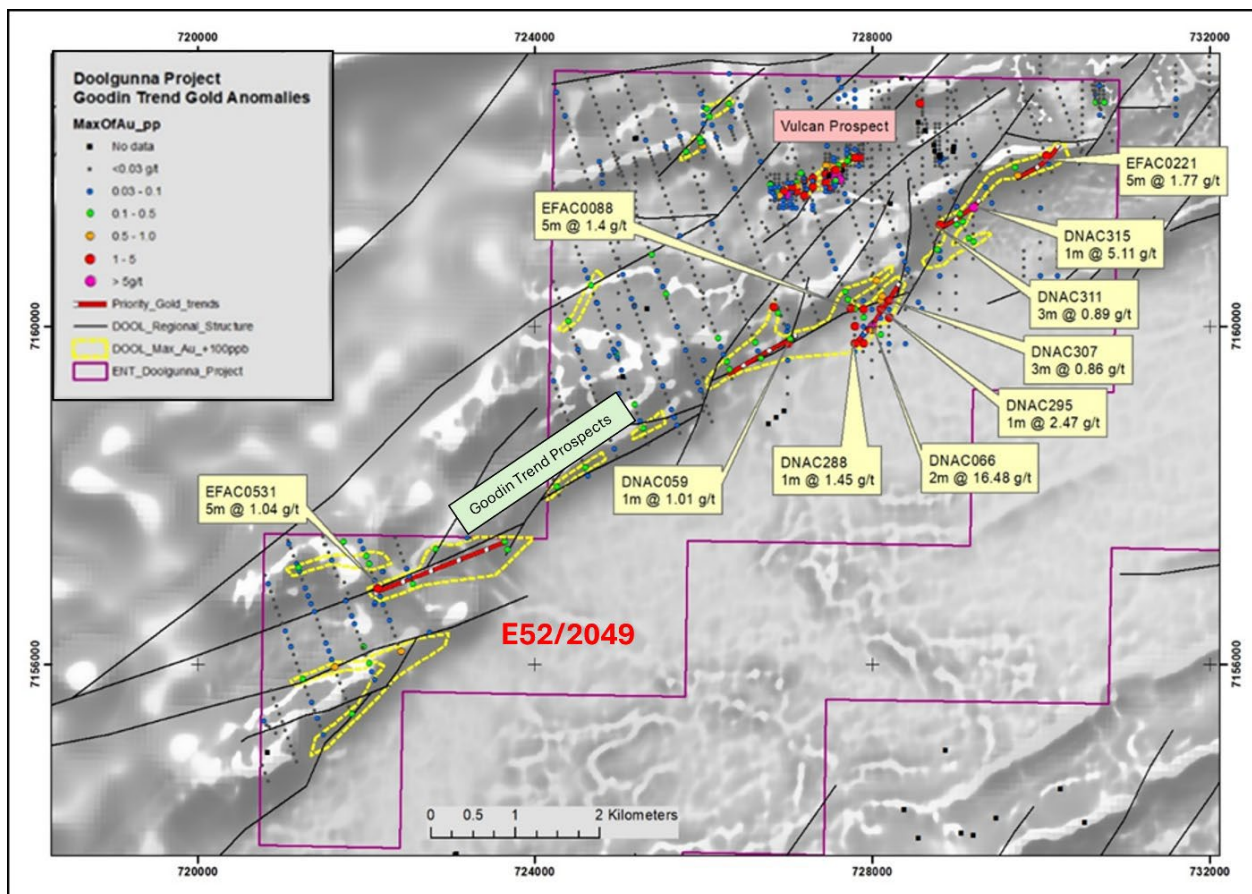 720000
724000
728000
732000
Doolgunna Project
Goodin Trend Gold Anomalies
MaxOfAu_pp
No data
<0.03 g/t
0.03 - 0.1
0.1 - 0.5
0.5 - 1.0
1 - 5
> 5g/t
Priority_Gold_trends
DOOL_Regional_Structure
DOOL_Max_Au_+100ppb
ENT_Doolgunna_Project
Vulcan Prospect
EFAC0221
5m @ 1.77 g/t
EFAC0088
5m @ 1.4 g/t
DNAC315
1m @ 5.11 g/t
DNAC311
3m @ 0.89 g/t
7160000
7160000
DNAC307
3m @ 0.86 g/t
DNAC295
1m @ 2.47 g/t
Goodin Trend Prospects
DNAC059
1m @ 1.01 g/t
DNAC288
1m @ 1.45 g/t
DNAC066
2m @ 16.48 g/t
EFAC0531
5m @ 1.04 g/t
E52/2049
7156000
7156000
0 0.5 1 2 Kilometers
720000
724000
728000
732000